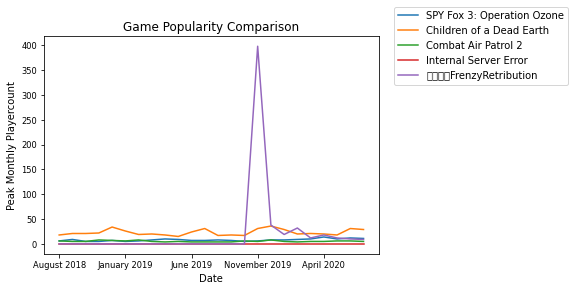 Game Popularity Comparison
SPY Fox 3: Operation Ozone
Children of a Dead Earth
Combat Air Patrol 2
Internal Server Error
FrenzyRetribution
Peak Monthly Playercount
400
350
300
250
200
150
100
50
0
August 2018 January 2019 June 2019 November 2019 April 2020
Date